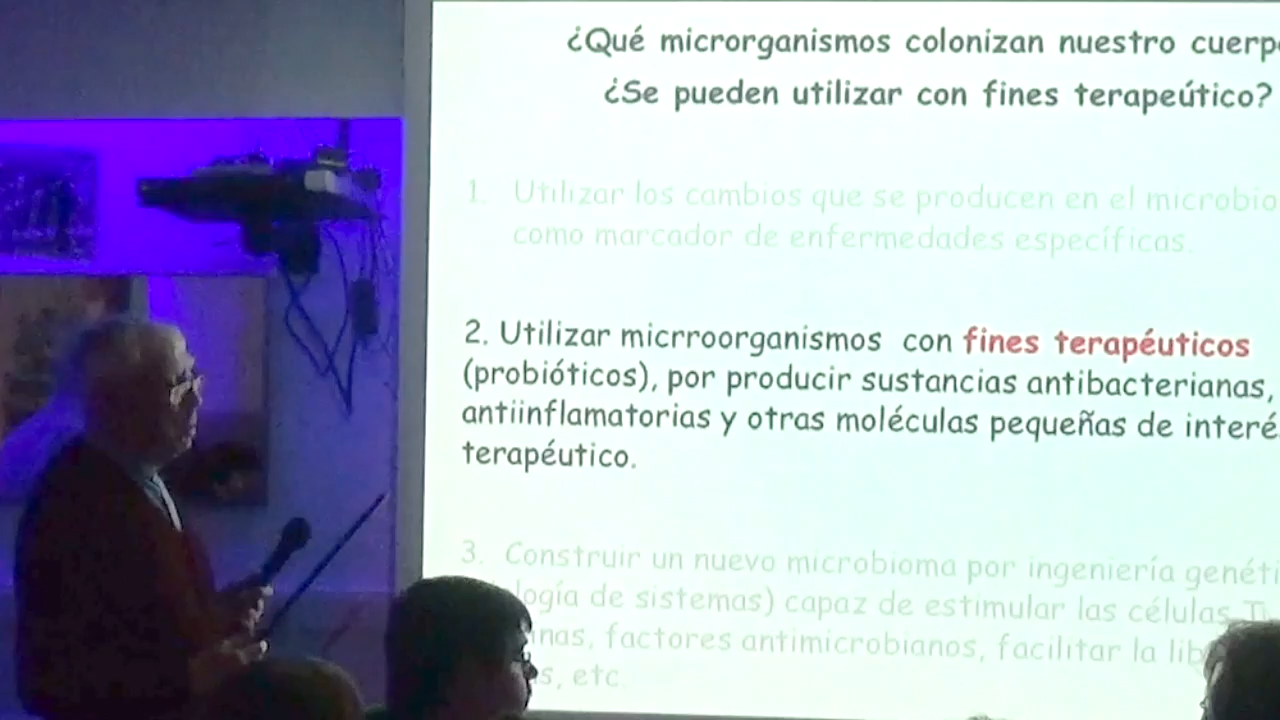 ¿Qué microrganismos colonizan nuestro cuerp
¿Se pueden utilizar con fines terapeútico?
1. Utilizar los cambios que se producen en el microbio
como marcador de enfermedades específicas.
2. Utilizar micrroorganismos con fines terapéuticos
(probióticos), por producir sustancias antibacterianas,
antiinflamatorias y otras moléculas pequeñas de interé
terapéutico.
3. Construir un nuevo microbioma por ingeniería genéti
logía de sistemas) capaz de estimular las células T
inas, factores antimicrobianos, facilitar la lib
s, etc